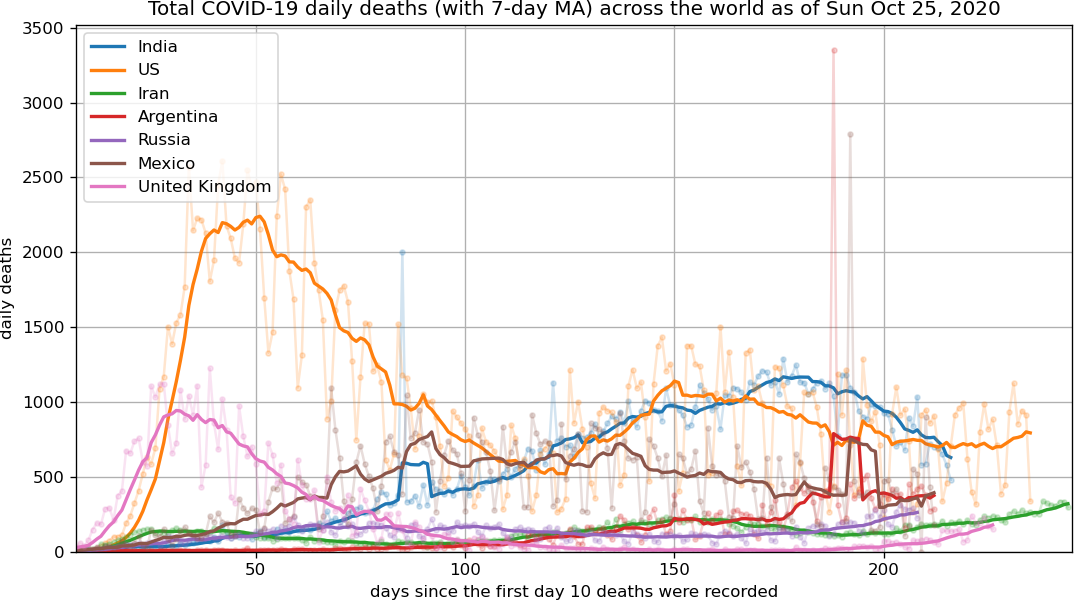 Total COVID-19 daily deaths (with 7-day MA) across the world as of Sun Oct 25, 2020
3500
3000
2500
2000
1500
1000
500
0
daily deaths
India
US
Iran
Argentina
Russia
Mexico
United Kingdom
50
100
150
200
days since the first day 10 deaths were recorded